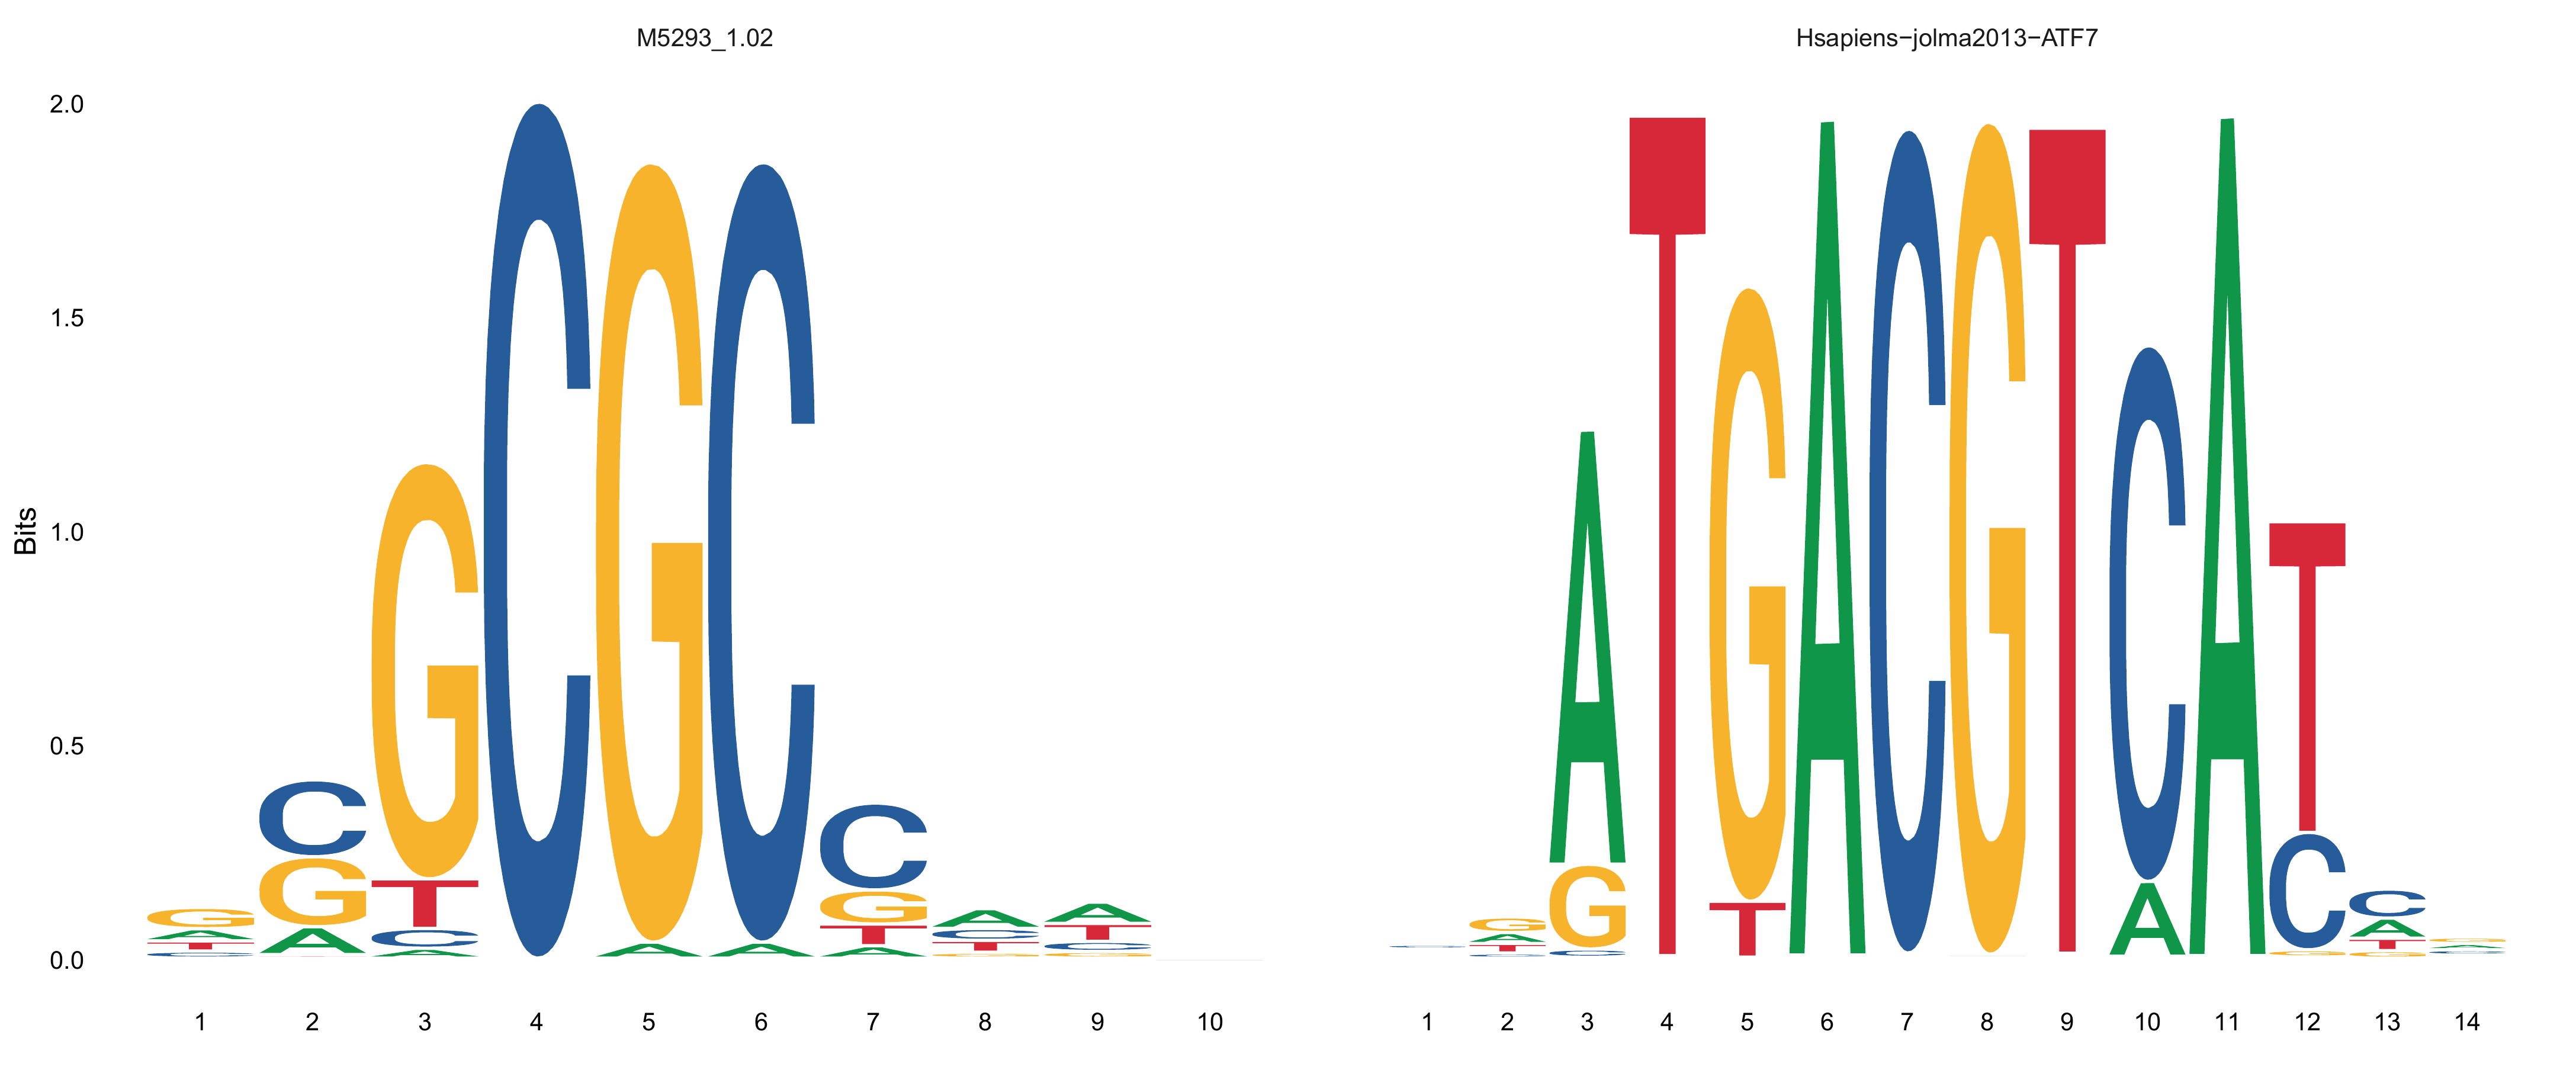 M5293_1.02
Hsapiens−jolma2013−ATF7
Bits
2.0
1.5
1.0
0.5
0.0
1 2 3 4 5 6 7 8 9 10
1 2 3 4 5 6 7 8 9 10 11 12 13 14
G A T C
C G A
G T C A
C
G A
C A
C G T A
A C T G
A T C G
G A T C
A G C
T
G T
A
C
G
T
C A
A
T C G
C A T G
G A C